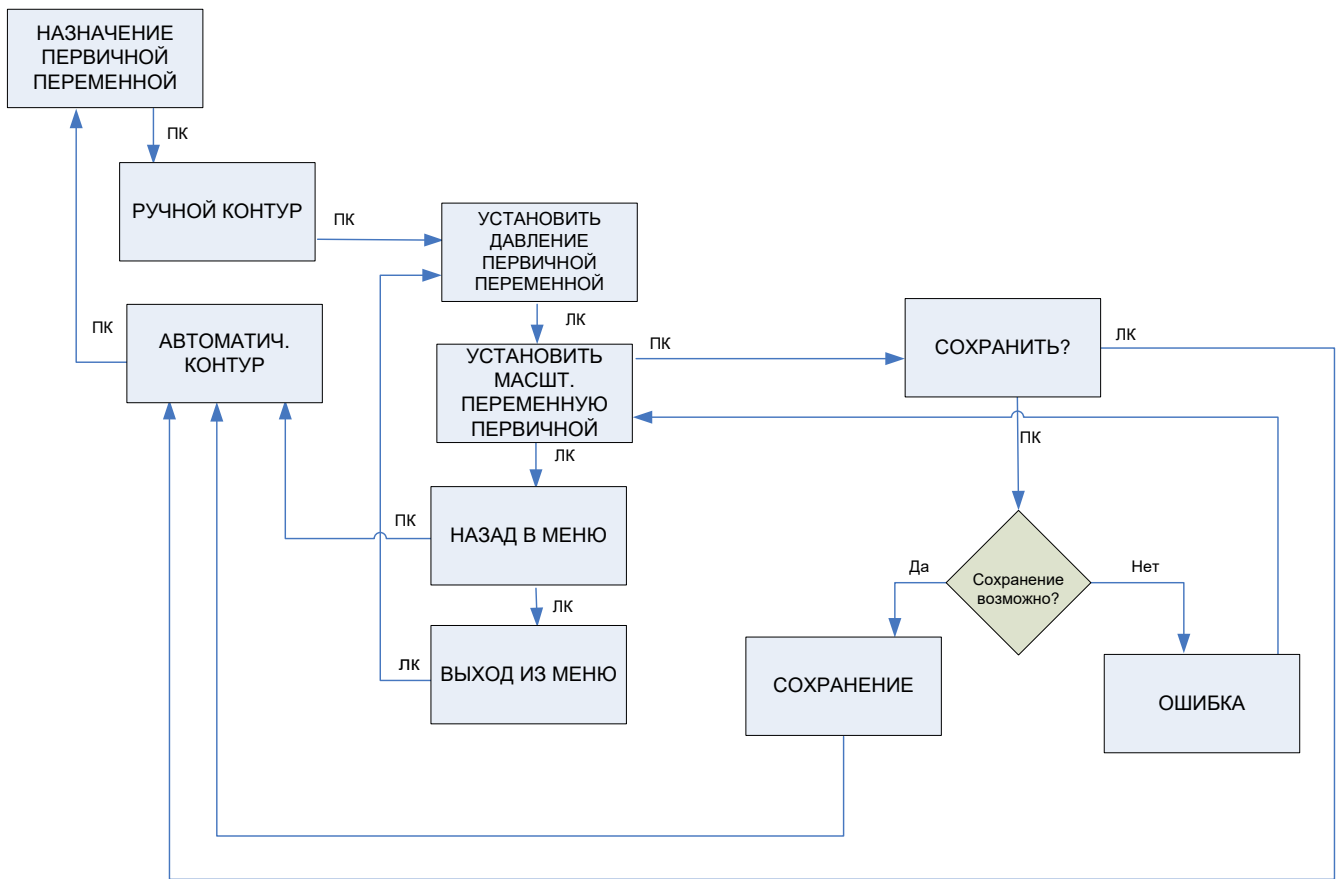 НАЗНАЧЕНИЕ
ПЕРВИЧНОЙ
ПЕРЕМЕННОЙ
ПК
РУЧНОЙ КОНТУР
ПК
УСТАНОВИТЬ
ДАВЛЕНИЕ
ПЕРВИЧНОЙ
ПЕРЕМЕННОЙ
ЛК
ПК
АВТОМАТИЧ.
КОНТУР
УСТАНОВИТЬ
МАСШТ.
ПЕРЕМЕННУЮ
ПЕРВИЧНОЙ
ПК
СОХРАНИТЬ?
ЛК
ПК
ЛК
ПК
НАЗАД В МЕНЮ
ЛК
ЛК
ВЫХОД ИЗ МЕНЮ
Да
Сохранение
возможно?
Нет
СОХРАНЕНИЕ
ОШИБКА